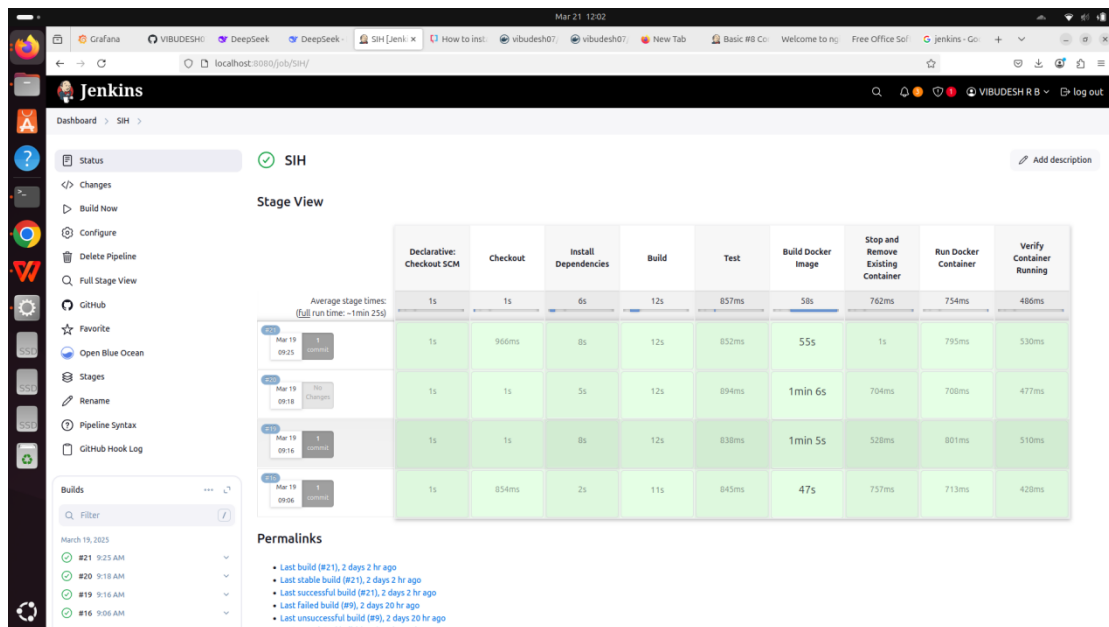 Mar 21 12:02
Grafana
VIBUDESH
DeepSeek
DeepSeek -
SIH [Jenk
How to inst
vibudesh07/
vibudesh07/
New Tab
Basic #8 Co
Welcome to ng
Free Office Sof
jenkins - Go
localhost:8080/job/SIH/
Jenkins
VIBUDESH R B
log out
Dashboard > SIH >
Status
Changes
Build Now
Configure
Delete Pipeline
Full Stage View
GitHub
Favorite
Open Blue Ocean
Stages
Rename
Pipeline Syntax
GitHub Hook Log
Builds
Filter
/
March 19, 2025
#21 9:25 AM
#20 9:18 AM
#19 9:16 AM
#16 9:06 AM
SIH
Add description
Stage View
Declarative: Checkout SCM
Checkout
Install Dependencies
Build
Test
Build Docker Image
Stop and Remove Existing Container
Run Docker Container
Verify Container Running
Average stage times:
(full run time: ~1min 25s)
1s 1s 6s 12s 857ms 58s 762ms 754ms 486ms
#21
Mar 19 09:25
1 commit
1s 966ms 8s 12s 852ms 55s 1s 795ms 530ms
#20
Mar 19 09:18
No Changes
1s 1s 5s 12s 894ms 1min 6s 704ms 708ms 477ms
#19
Mar 19 09:16
1 commit
1s 1s 8s 12s 838ms 1min 5s 528ms 801ms 510ms
#16
Mar 19 09:06
1 commit
1s 854ms 2s 11s 845ms 47s 757ms 713ms 428ms
Permalinks
Last build (#21), 2 days 2 hr ago
Last stable build (#21), 2 days 2 hr ago
Last successful build (#21), 2 days 2 hr ago
Last failed build (#9), 2 days 20 hr ago
Last unsuccessful build (#9), 2 days 20 hr ago